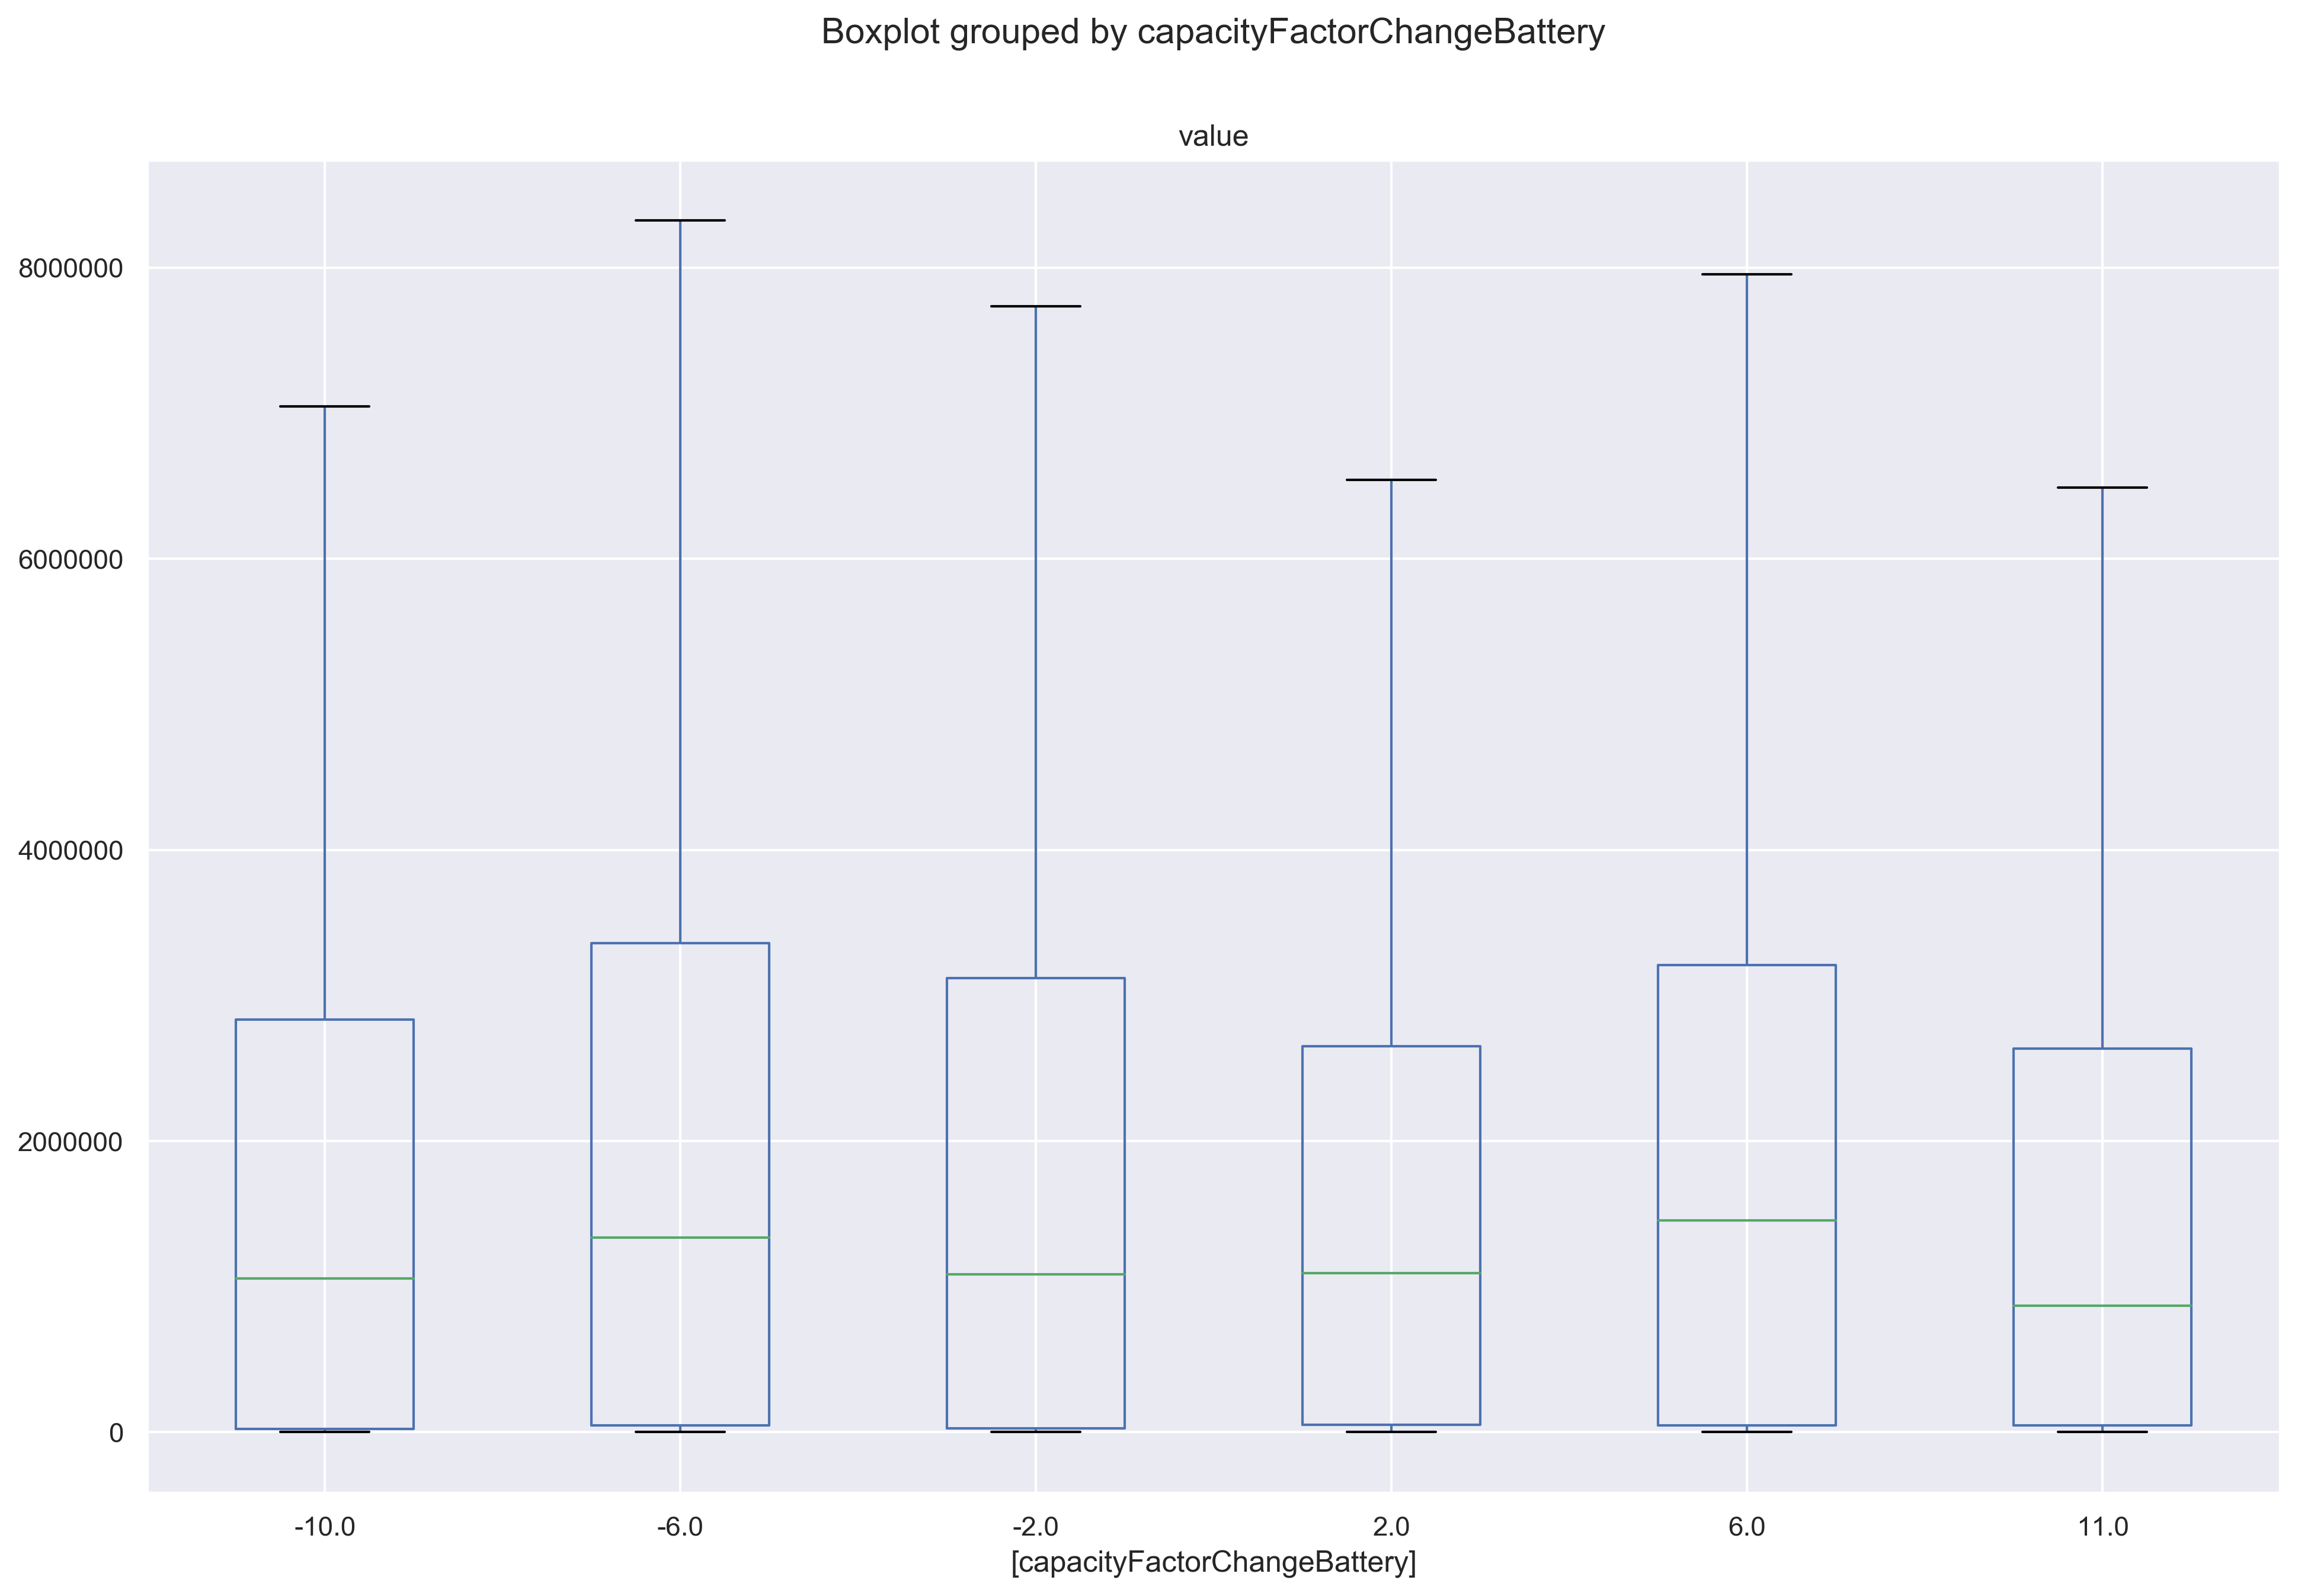 Boxplot grouped by capacityFactorChangeBattery
value
8000000
6000000
4000000
2000000
0
-10.0 -6.0 -2.0 2.0 6.0 11.0
[capacityFactorChangeBattery]